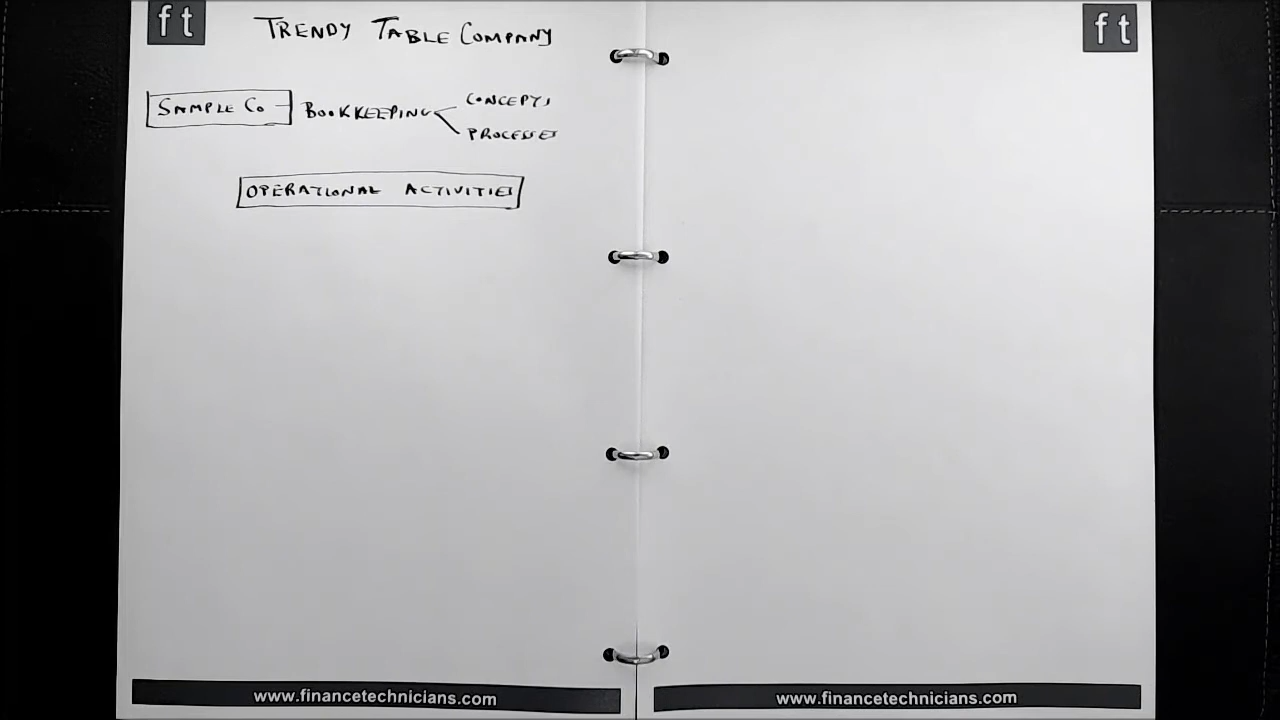 ft
TRENDY TABLE COMPANY
ft
SAMPLE CO
BOOKKEEPING
CONCEPTS
PROCESSES
OPERATIONAL ACTIVITIES
www.financetechnicians.com
www.financetechnicians.com